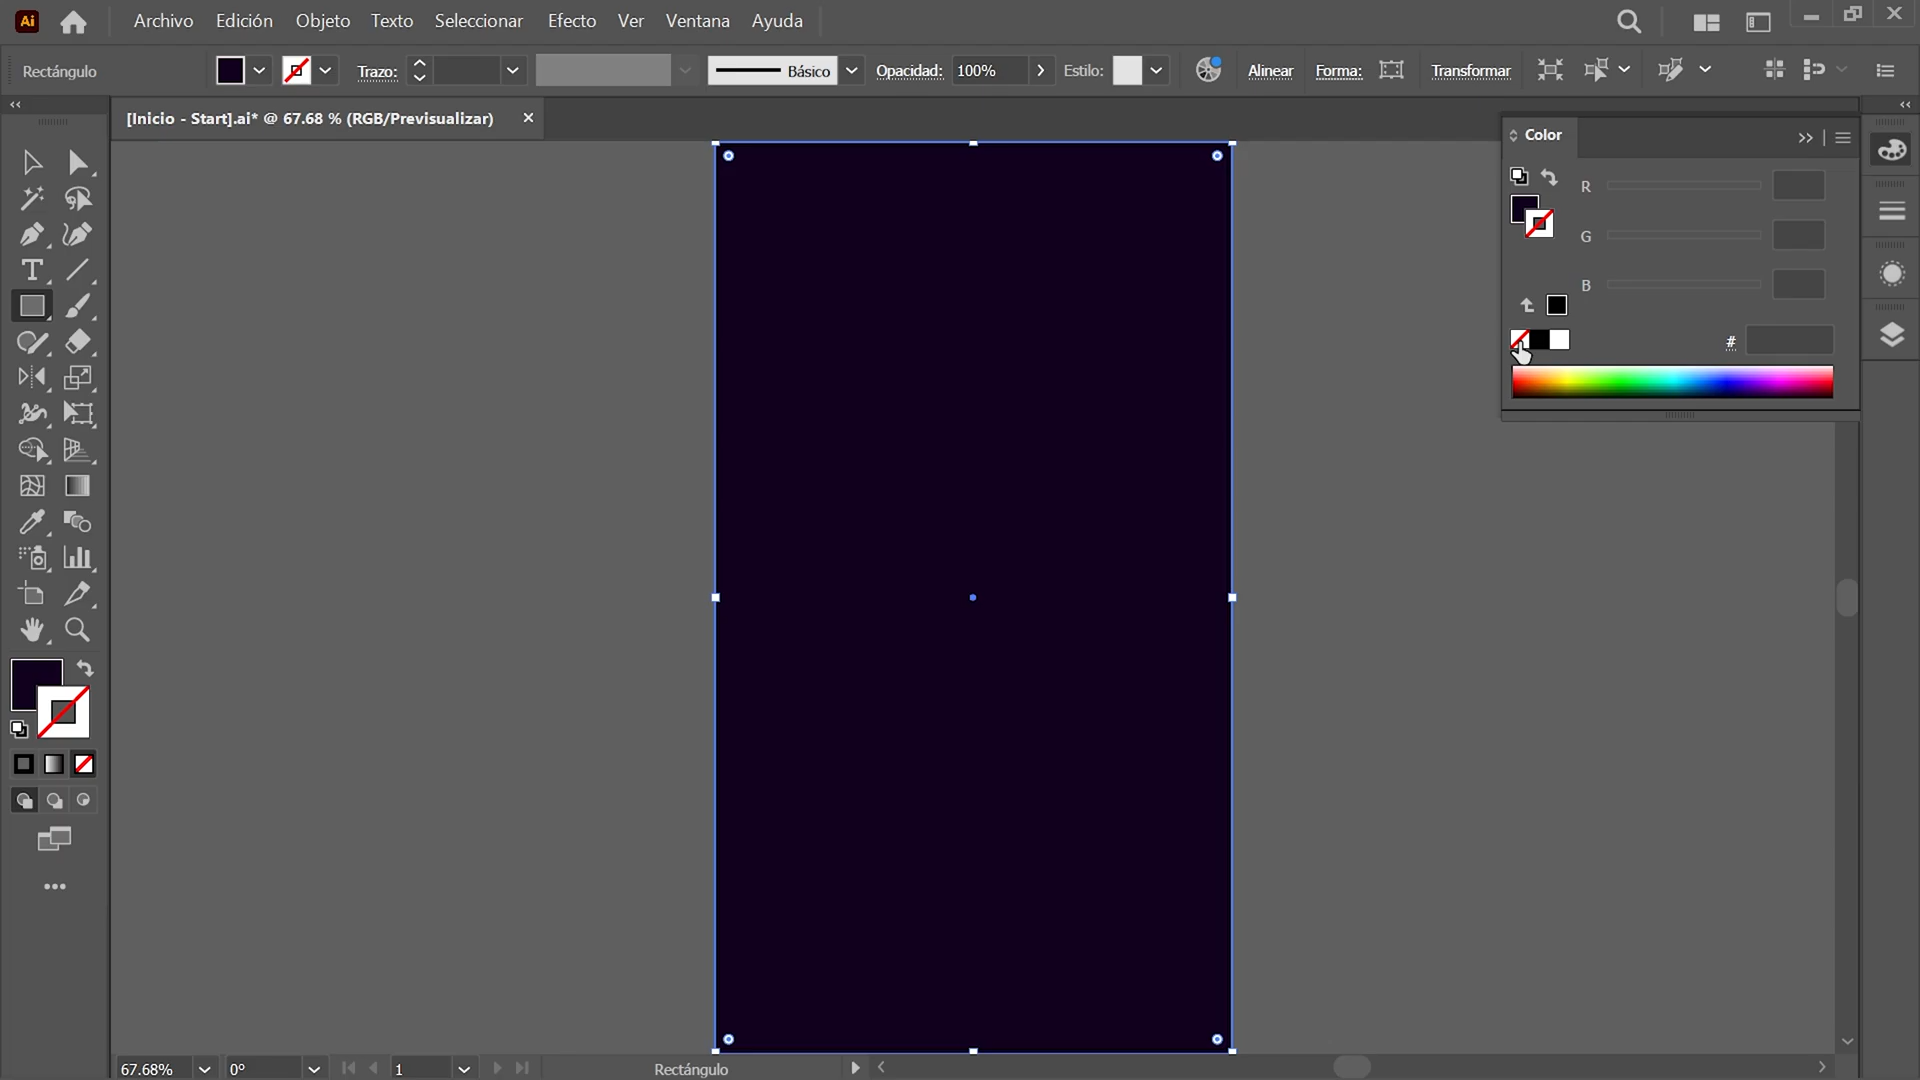 Ai
Archivo
Edición
Objeto
Texto
Seleccionar
Efecto
Ver
Ventana
Ayuda
Rectángulo
Trazo:
Básico
Opacidad:
100%
Estilo:
Alinear
Forma:
Transformar
[Inicio - Start].ai* @ 67.68 % (RGB/Previsualizar)
Color
R
G
B
#
67.68%
0°
1
Rectángulo